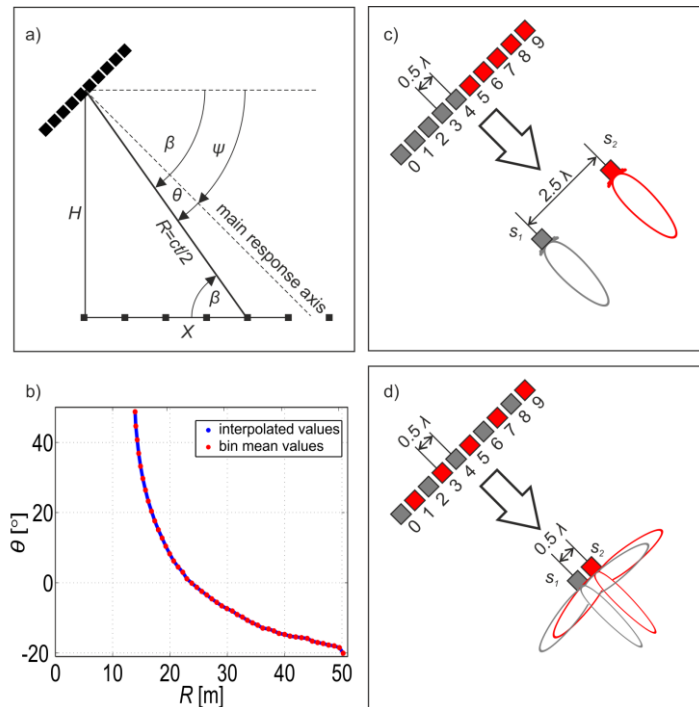 a)
β
ψ
θ
H
R=ct/2
main response axis
β
X
b)
interpolated values
bin mean values
40
20
0
-20
θ [°]
0
10
20
30
40
50
R [m]
c)
0.5 λ
0 1 2 3 4 5 6 7 8 9
2.5 λ
s₁
s₂
d)
0.5 λ
0 1 2 3 4 5 6 7 8 9
0.5 λ
s₁
s₂